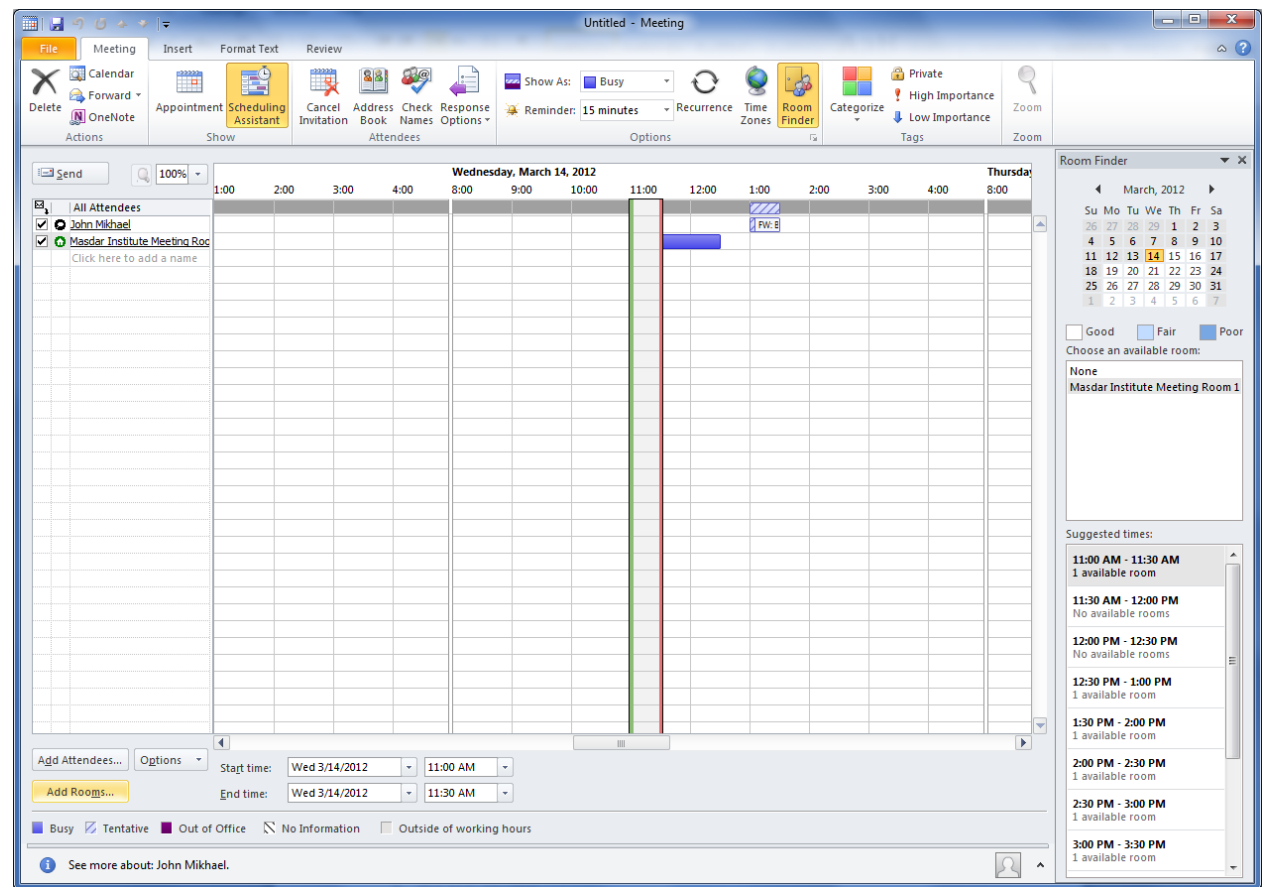 Untitled - Meeting
File Meeting Insert Format Text Review
Delete
Calendar
Forward
OneNote
Actions
Appointment Scheduling Assistant
Show
Cancel Invitation Address Book Check Names Response Options
Attendees
Show As: Busy
Reminder: 15 minutes
Recurrence Time Zones Room Finder
Options
Categorize
Private
High Importance
Low Importance
Tags
Zoom
Zoom
Send 100%
Wednesday, March 14, 2012 Thursday
1:00 2:00 3:00 4:00 8:00 9:00 10:00 11:00 12:00 1:00 2:00 3:00 4:00 8:00
All Attendees
John Mikhael FW: E
Masdar Institute Meeting Roo
Click here to add a name
Add Attendees... Options
Add Rooms...
Start time: Wed 3/14/2012 11:00 AM
End time: Wed 3/14/2012 11:30 AM
Busy Tentative Out of Office No Information Outside of working hours
See more about: John Mikhael.
Room Finder
March, 2012
Su Mo Tu We Th Fr Sa
26 27 28 29 1 2 3
4 5 6 7 8 9 10
11 12 13 14 15 16 17
18 19 20 21 22 23 24
25 26 27 28 29 30 31
1 2 3 4 5 6 7
Good Fair Poor
Choose an available room:
None
Masdar Institute Meeting Room 1
Suggested times:
11:00 AM - 11:30 AM
1 available room
11:30 AM - 12:00 PM
No available rooms
12:00 PM - 12:30 PM
No available rooms
12:30 PM - 1:00 PM
1 available room
1:30 PM - 2:00 PM
1 available room
2:00 PM - 2:30 PM
1 available room
2:30 PM - 3:00 PM
1 available room
3:00 PM - 3:30 PM
1 available room